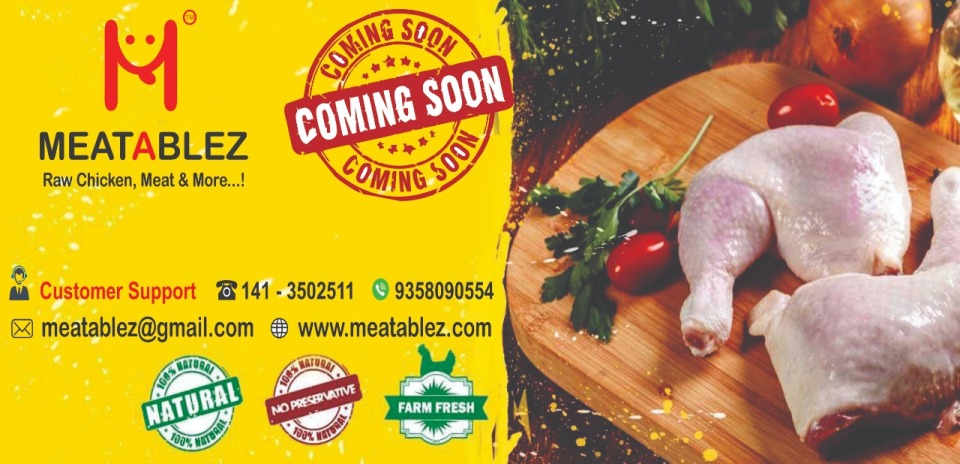 TM
MEATABLEZ
Raw Chicken, Meat & More...!
COMING SOON
COMING SOON
COMING SOON
Customer Support 141 - 3502511 9358090554
meatablez@gmail.com www.meatablez.com
100% NATURAL
NATURAL
100% NATURAL
100% NATURAL
NO PRESERVATIVE
100% NATURAL
FARM FRESH